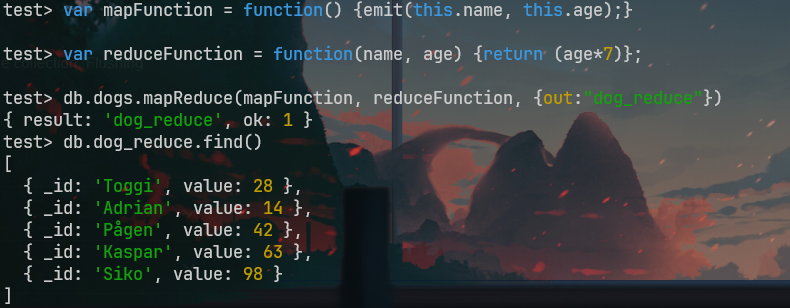 test> var mapFunction = function() {emit(this.name, this.age);}
test> var reduceFunction = function(name, age) {return (age*7)};
test> db.dogs.mapReduce(mapFunction, reduceFunction, {out:"dog_reduce"})
{ result: 'dog_reduce', ok: 1 }
test> db.dog_reduce.find()
[
  { _id: 'Toggi', value: 28 },
  { _id: 'Adrian', value: 14 },
  { _id: 'Pågen', value: 42 },
  { _id: 'Kaspar', value: 63 },
  { _id: 'Siko', value: 98 }
]